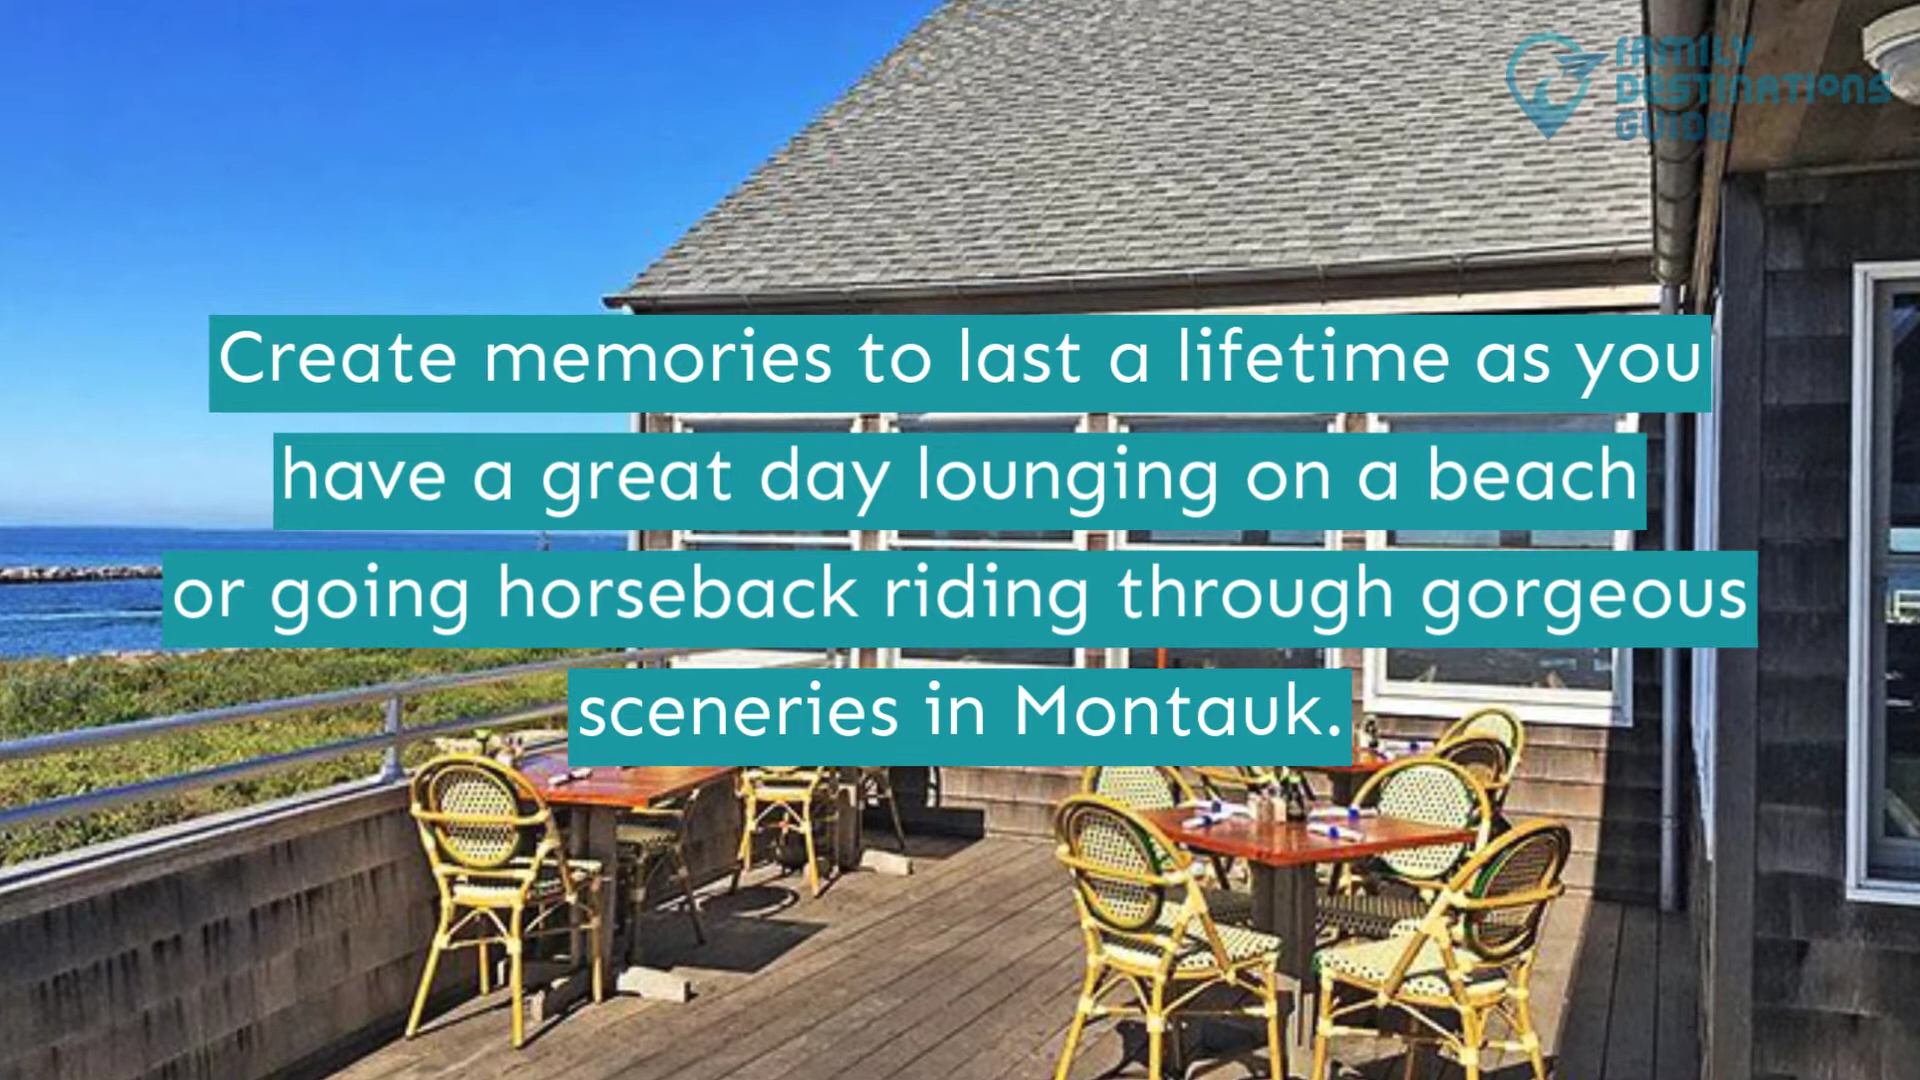 FAMILY
DESTINATIONS
GUIDE
Create memories to last a lifetime as you
have a great day lounging on a beach
or going horseback riding through gorgeous
sceneries in Montauk.